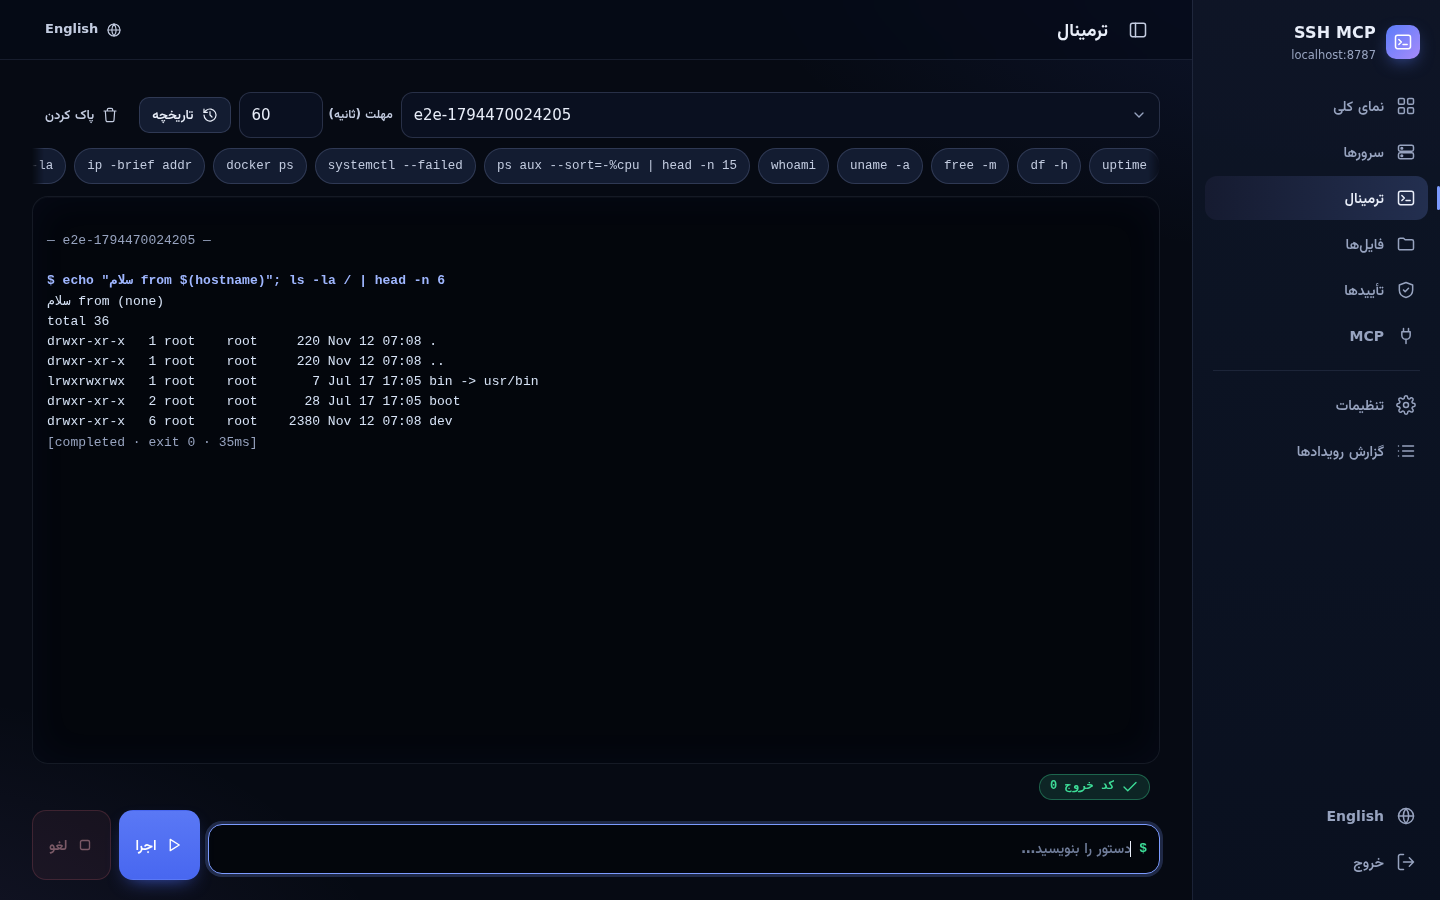 SSH MCP
localhost:8787
نمای کلی
سرورها
ترمینال
فایل‌ها
تأییدها
MCP
تنظیمات
گزارش رویدادها
English
خروج
ترمینال
English
e2e-1794470024205
مهلت (ثانیه)
60
تاریخچه
پاک کردن
uptime
df -h
free -m
uname -a
whoami
ps aux --sort=-%cpu | head -n 15
systemctl --failed
docker ps
ip -brief addr
-la
— e2e-1794470024205 —
$ echo "سلام from $(hostname)"; ls -la / | head -n 6
سلام from (none)
total 36
drwxr-xr-x   1 root    root     220 Nov 12 07:08 .
drwxr-xr-x   1 root    root     220 Nov 12 07:08 ..
lrwxrwxrwx   1 root    root       7 Jul 17 17:05 bin -> usr/bin
drwxr-xr-x   2 root    root      28 Jul 17 17:05 boot
drwxr-xr-x   6 root    root    2380 Nov 12 07:08 dev
[completed · exit 0 · 35ms]
کد خروج 0
$ دستور را بنویسید...
اجرا
لغو